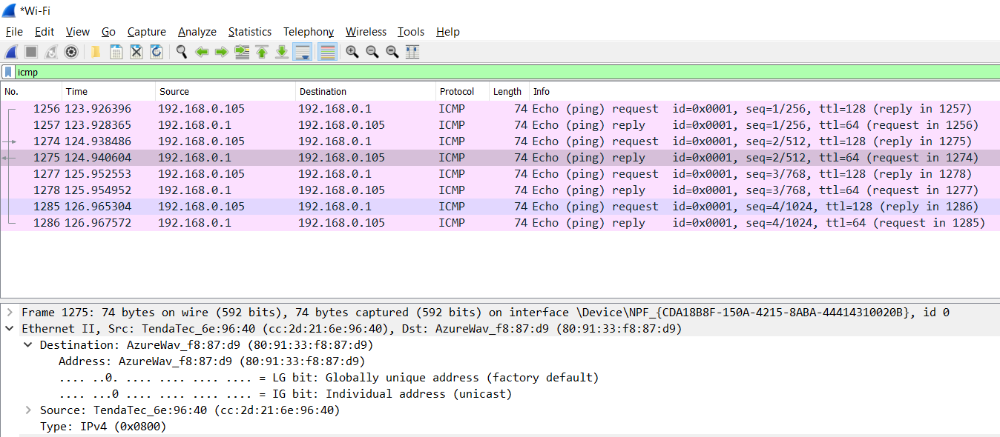 *Wi-Fi
File Edit View Go Capture Analyze Statistics Telephony Wireless Tools Help
icmp
No. Time Source Destination Protocol Length Info
1256 123.926396 192.168.0.105 192.168.0.1 ICMP 74 Echo (ping) request id=0x0001, seq=1/256, ttl=128 (reply in 1257)
1257 123.928365 192.168.0.1 192.168.0.105 ICMP 74 Echo (ping) reply id=0x0001, seq=1/256, ttl=64 (request in 1256)
1274 124.938486 192.168.0.105 192.168.0.1 ICMP 74 Echo (ping) request id=0x0001, seq=2/512, ttl=128 (reply in 1275)
1275 124.940604 192.168.0.1 192.168.0.105 ICMP 74 Echo (ping) reply id=0x0001, seq=2/512, ttl=64 (request in 1274)
1277 125.952553 192.168.0.105 192.168.0.1 ICMP 74 Echo (ping) request id=0x0001, seq=3/768, ttl=128 (reply in 1278)
1278 125.954952 192.168.0.1 192.168.0.105 ICMP 74 Echo (ping) reply id=0x0001, seq=3/768, ttl=64 (request in 1277)
1285 126.965304 192.168.0.105 192.168.0.1 ICMP 74 Echo (ping) request id=0x0001, seq=4/1024, ttl=128 (reply in 1286)
1286 126.967572 192.168.0.1 192.168.0.105 ICMP 74 Echo (ping) reply id=0x0001, seq=4/1024, ttl=64 (request in 1285)
Frame 1275: 74 bytes on wire (592 bits), 74 bytes captured (592 bits) on interface \Device\NPF_{CDA18B8F-150A-4215-8ABA-44414310020B}, id 0
Ethernet II, Src: TendaTec_6e:96:40 (cc:2d:21:6e:96:40), Dst: AzureWav_f8:87:d9 (80:91:33:f8:87:d9)
Destination: AzureWav_f8:87:d9 (80:91:33:f8:87:d9)
Address: AzureWav_f8:87:d9 (80:91:33:f8:87:d9)
.... ..0. .... .... .... .... = LG bit: Globally unique address (factory default)
.... ...0 .... .... .... .... = IG bit: Individual address (unicast)
Source: TendaTec_6e:96:40 (cc:2d:21:6e:96:40)
Type: IPv4 (0x0800)